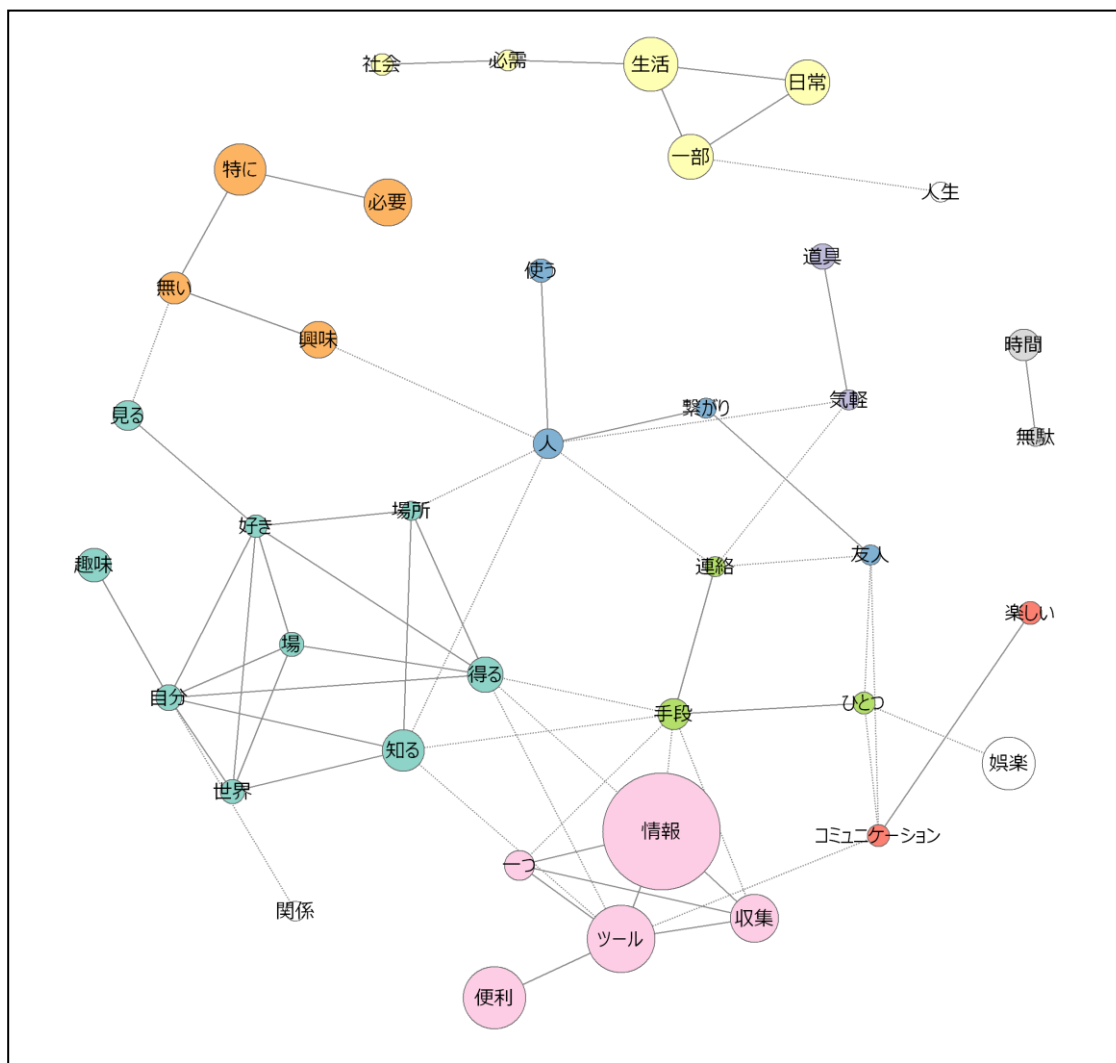 社会
必需
生活
日常
一部
人生
特に
必要
無い
興味
使う
道具
時間
無駄
見る
繋がり
気軽
人
好き
場所
趣味
連絡
友人
楽しい
場
得る
自分
手段
ひとつ
知る
娯楽
世界
情報
コミュニケーション
一つ
関係
収集
ツール
便利